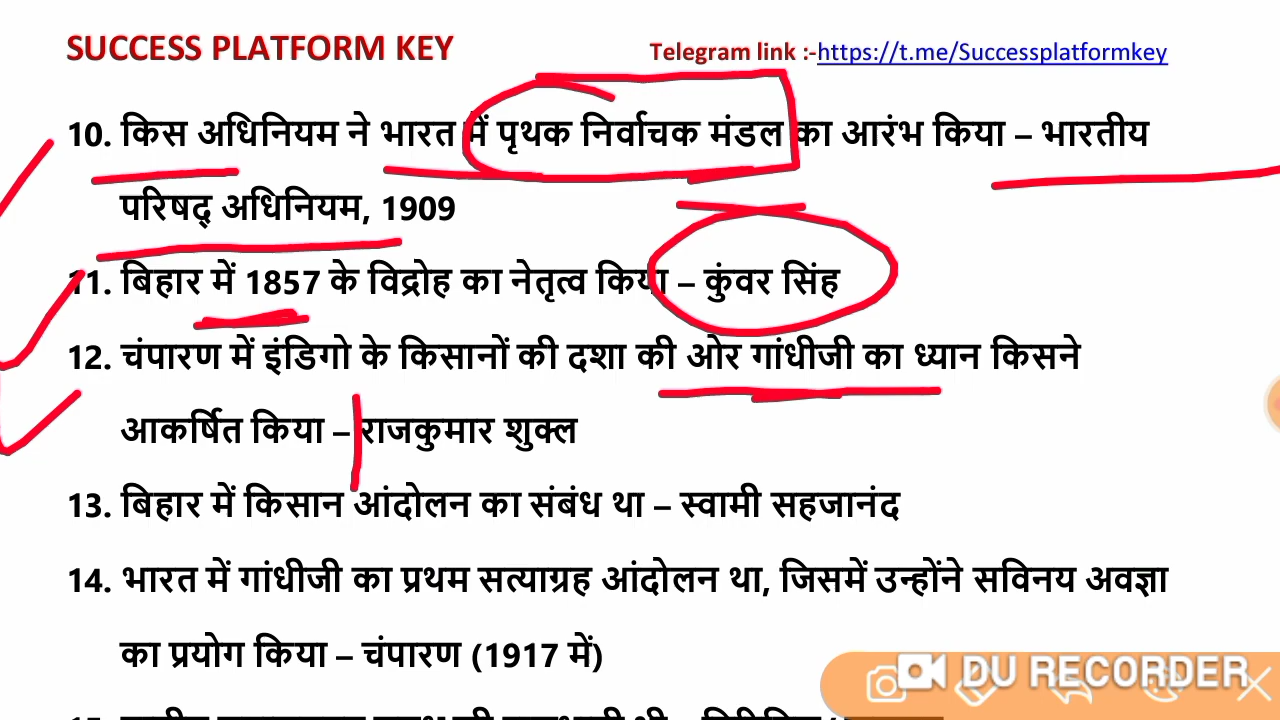 SUCCESS PLATFORM KEY Telegram link :-https://t.me/Successplatformkey
10. किस अधिनियम ने भारत में पृथक निर्वाचक मंडल का आरंभ किया – भारतीय
परिषद् अधिनियम, 1909
11. बिहार में 1857 के विद्रोह का नेतृत्व किया – कुंवर सिंह
12. चंपारण में इंडिगो के किसानों की दशा की ओर गांधीजी का ध्यान किसने
आकर्षित किया – राजकुमार शुक्ल
13. बिहार में किसान आंदोलन का संबंध था – स्वामी सहजानंद
14. भारत में गांधीजी का प्रथम सत्याग्रह आंदोलन था, जिसमें उन्होंने सविनय अवज्ञा
का प्रयोग किया – चंपारण (1917 में)
DU RECORDER